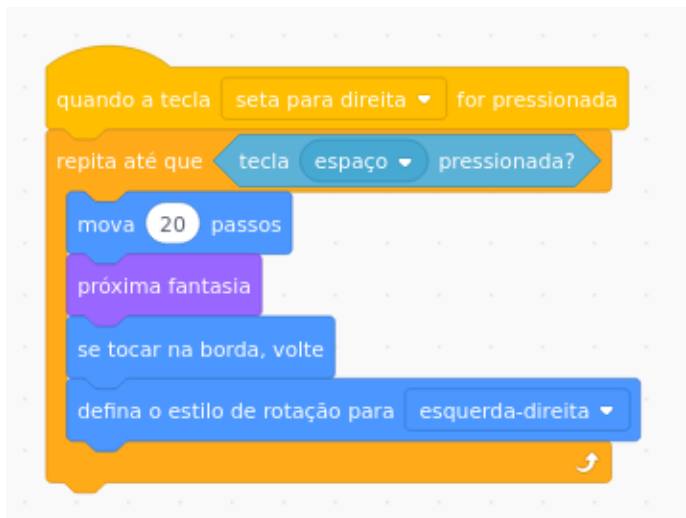 quando a tecla seta para direita for pressionada
repita até que tecla espaço pressionada?
mova 20 passos
próxima fantasia
se tocar na borda, volte
defina o estilo de rotação para esquerda-direita